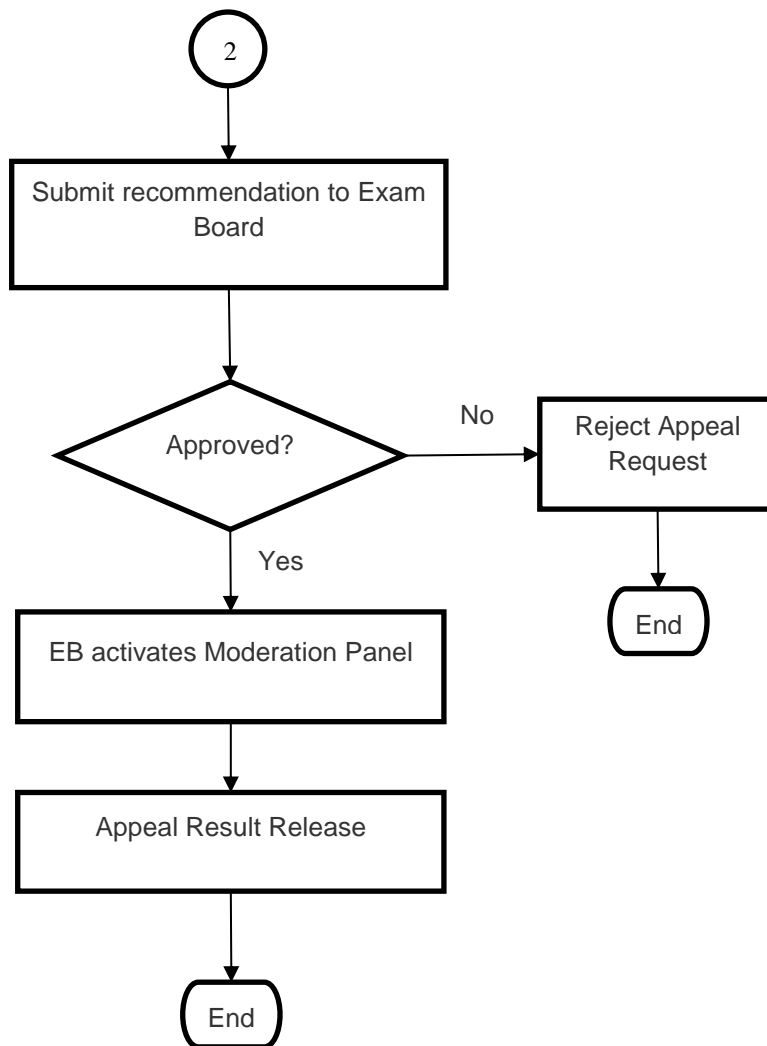 2
Submit recommendation to Exam
Board
Approved?
No
Reject Appeal
Request
Yes
End
EB activates Moderation Panel
Appeal Result Release
End